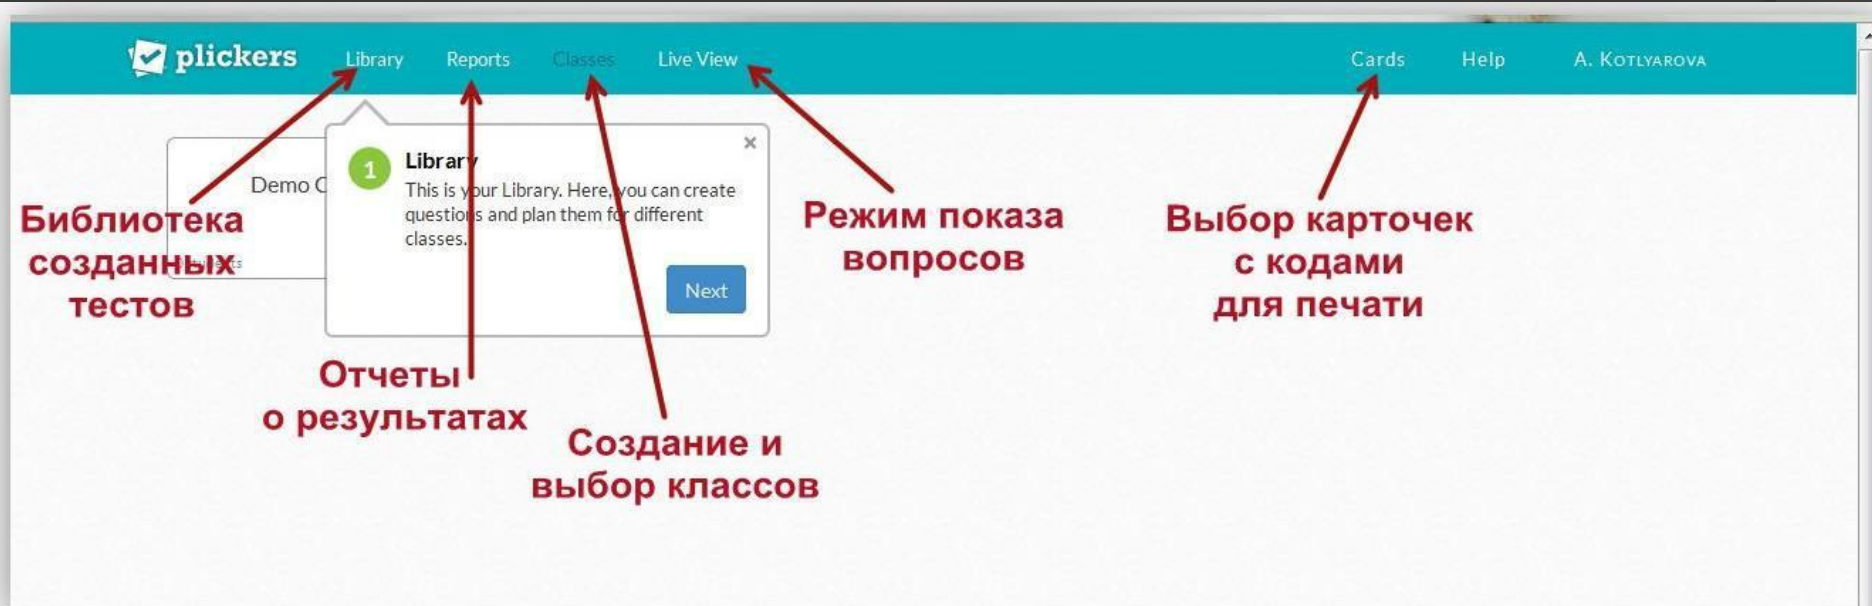 plickers
Library
Reports
Classes
Live View
Cards
Help
A. KOTLYAROVA
Demo C
1
Library
This is your Library. Here, you can create
questions and plan them for different
classes.
Next
Библиотека
созданных
тестов
Отчеты
о результатах
Создание и
выбор классов
Режим показа
вопросов
Выбор карточек
с кодами
для печати